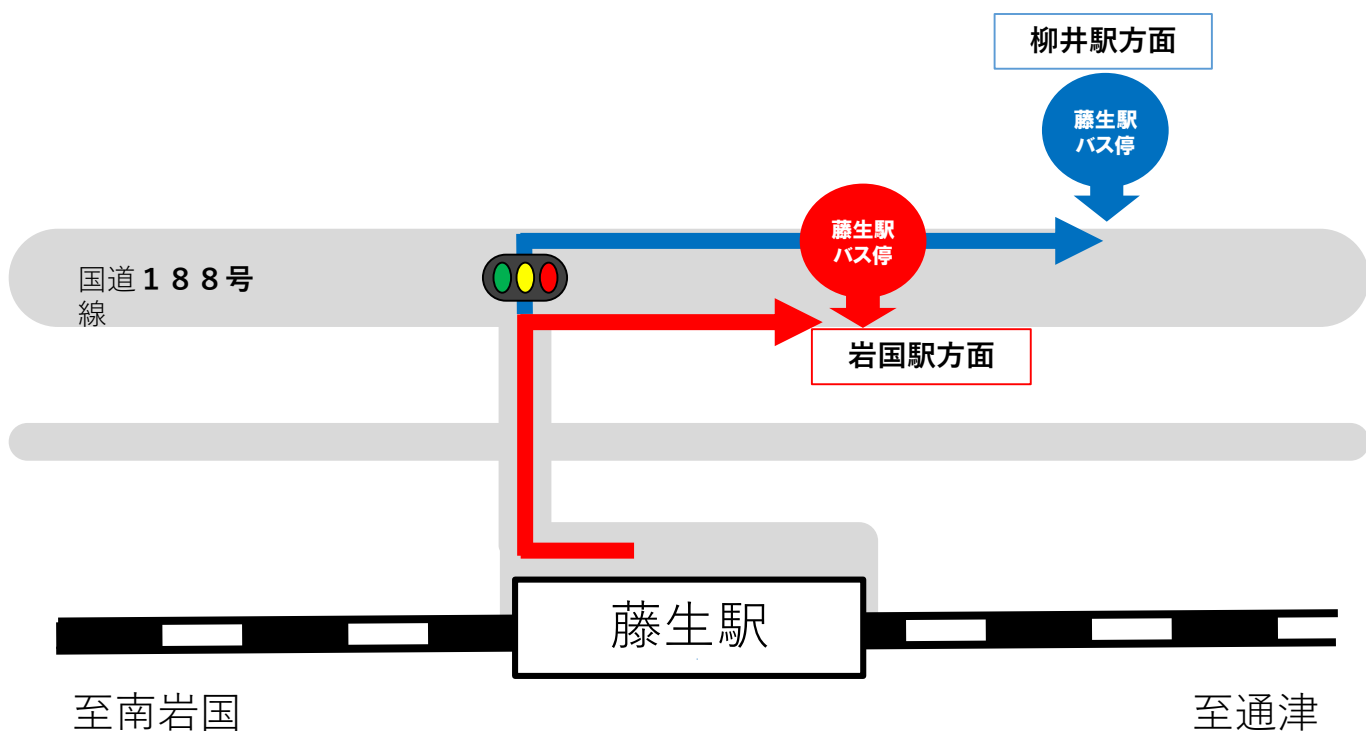 柳井駅方面
藤生駅
バス停
藤生駅
バス停
国道１８８号
線
岩国駅方面
藤生駅
至南岩国
至通津